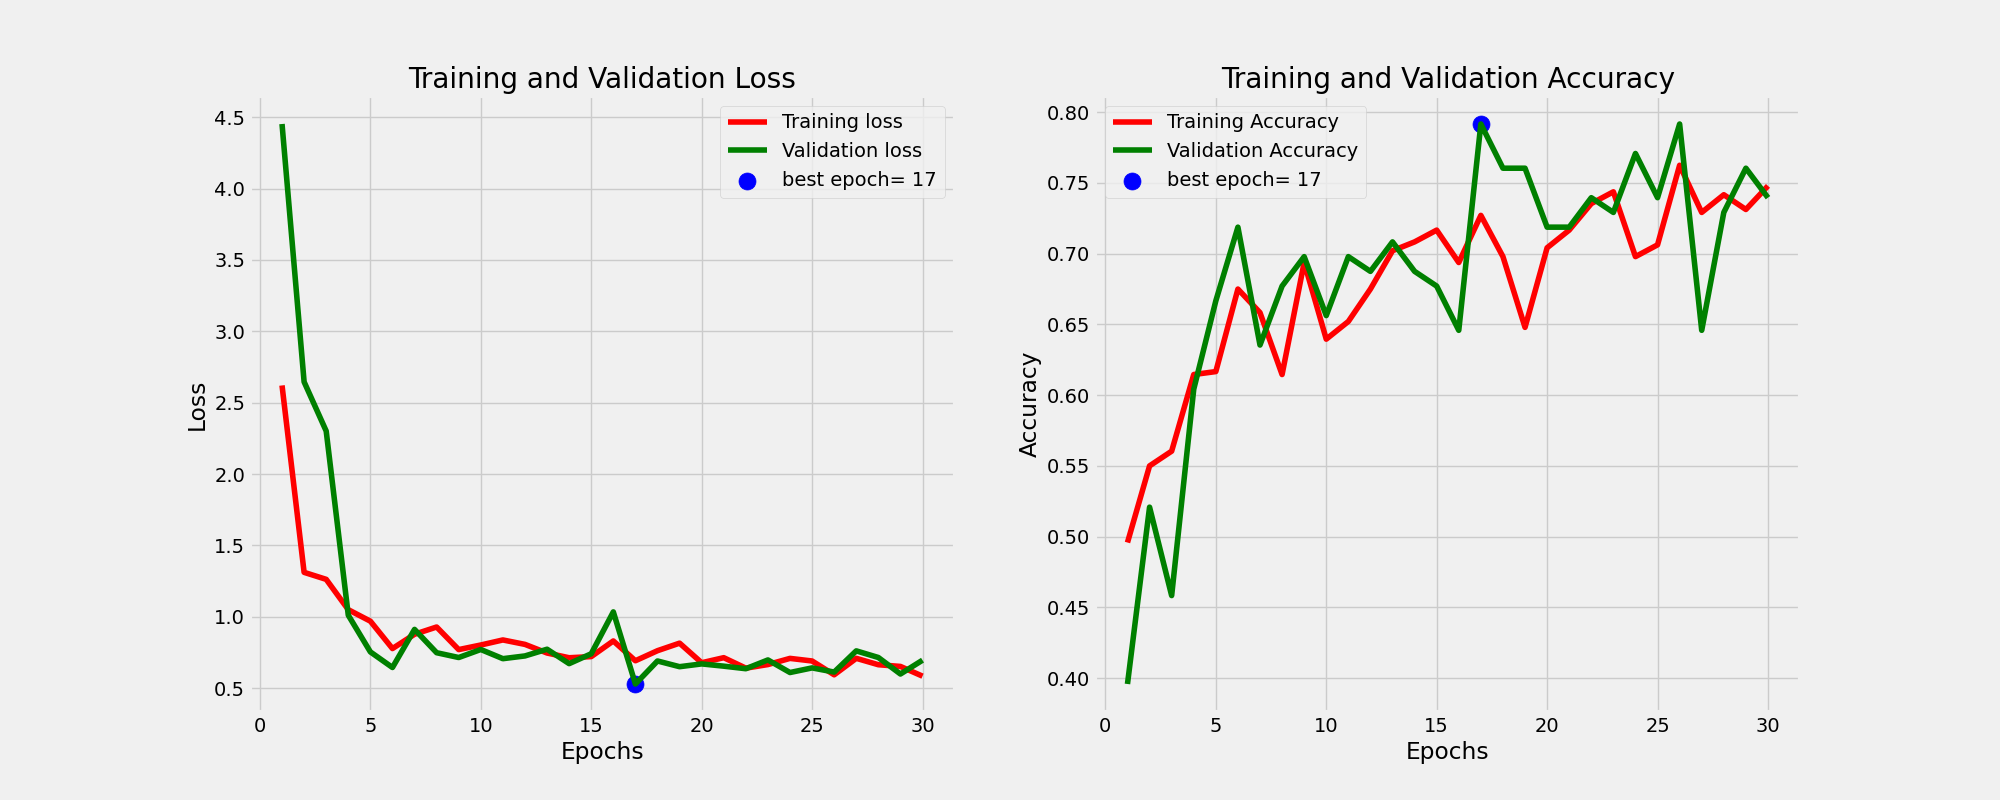 Training and Validation Loss
Training loss
Validation loss
best epoch= 17
4.5
4.0
3.5
3.0
2.5
2.0
1.5
1.0
0.5
Loss
0 5 10 15 20 25 30
Epochs
Training and Validation Accuracy
Training Accuracy
Validation Accuracy
best epoch= 17
0.80
0.75
0.70
0.65
0.60
0.55
0.50
0.45
0.40
Accuracy
0 5 10 15 20 25 30
Epochs